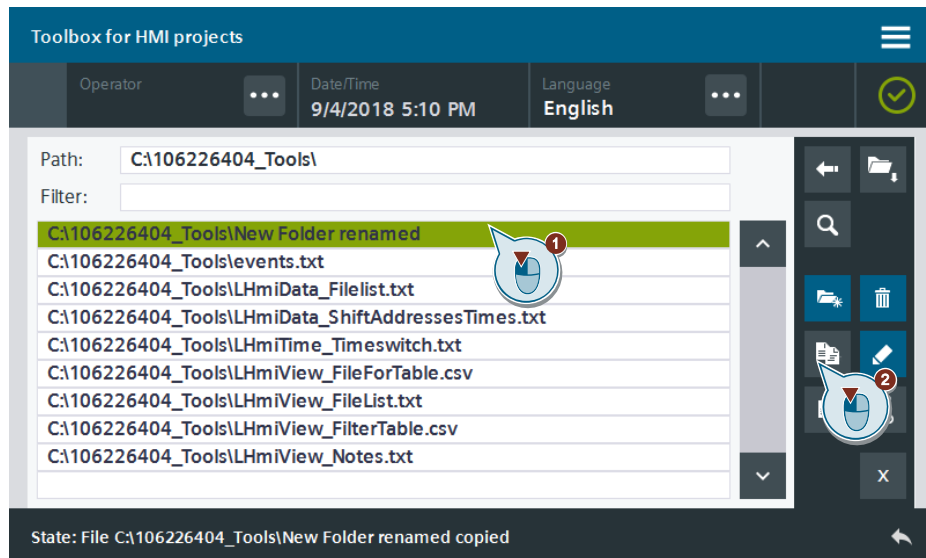 Toolbox for HMI projects
Operator
Date/Time
Language
9/4/2018 5:10 PM
English
Path: C:\106226404_Tools\
Filter:
C:\106226404_Tools\New Folder renamed
C:\106226404_Tools\events.txt
C:\106226404_Tools\LHmiData_Filelist.txt
C:\106226404_Tools\LHmiData_ShiftAddressesTimes.txt
C:\106226404_Tools\LHmiTime_Timeswitch.txt
C:\106226404_Tools\LHmiView_FileForTable.csv
C:\106226404_Tools\LHmiView_FileList.txt
C:\106226404_Tools\LHmiView_FilterTable.csv
C:\106226404_Tools\LHmiView_Notes.txt
1
2
X
State: File C:\106226404_Tools\New Folder renamed copied